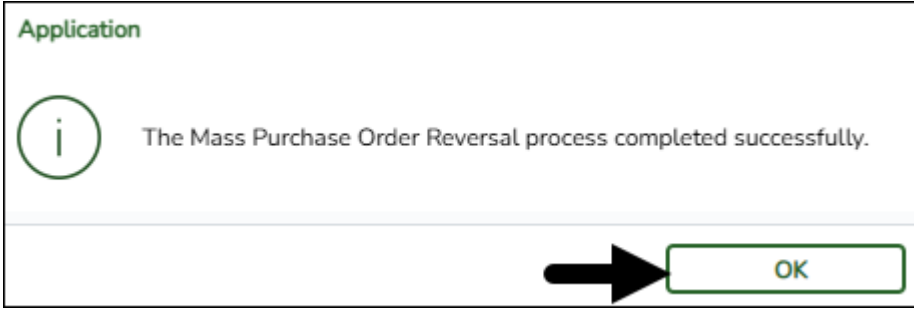 Application
The Mass Purchase Order Reversal process completed successfully.
OK